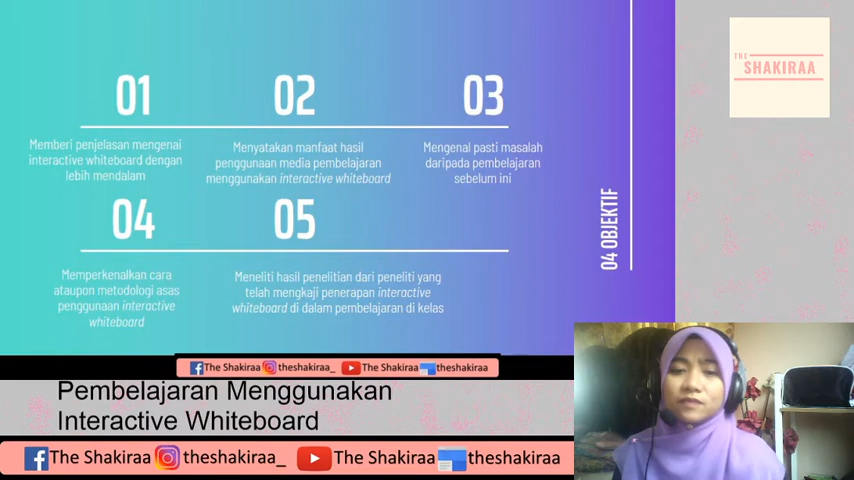 THE
SHAKIRAA
01
02
03
Memberi penjelasan mengenai
interactive whiteboard dengan
lebih mendalam
Menyatakan manfaat hasil
penggunaan media pembelajaran
menggunakan interactive whiteboard
Mengenal pasti masalah
daripada pembelajaran
sebelum ini
04
05
Memperkenalkan cara
ataupon metodologi asas
penggunaan interactive
whiteboard
Meneliti hasil penelitian dari peneliti yang
telah mengkaji penerapan interactive
whiteboard di dalam pembelajaran di kelas
04 OBJEKTIF
The Shakiraa theshakiraa_ The Shakiraa theshakiraa
Pembelajaran Menggunakan
Interactive Whiteboard
The Shakiraa theshakiraa_ The Shakiraa theshakiraa